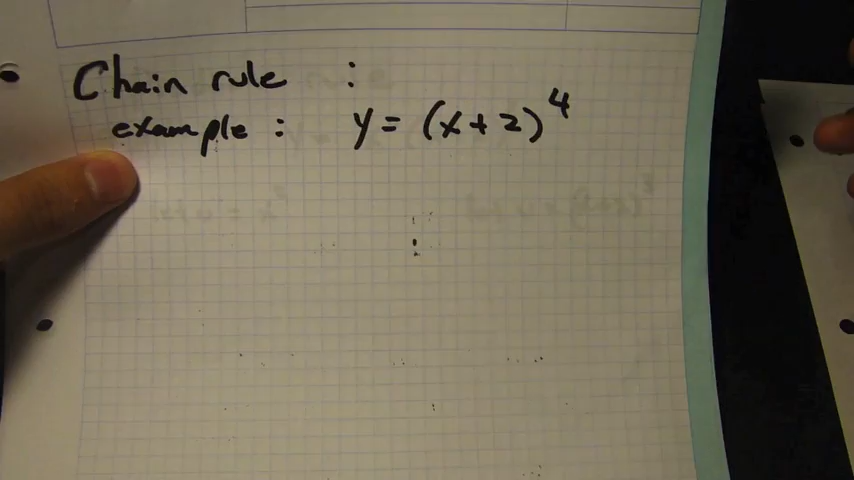 Chain rule :
example : y = (x+2)^4